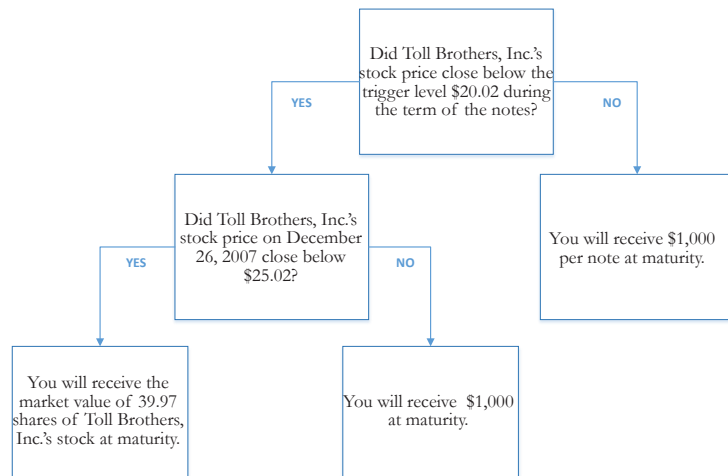 Did Toll Brothers, Inc.'s
stock price close below the
trigger level $20.02 during
the term of the notes?
YES
NO
Did Toll Brothers, Inc.'s
stock price on December
26, 2007 close below
$25.02?
You will receive $1,000
per note at maturity.
YES
NO
You will receive the
market value of 39.97
shares of Toll Brothers,
Inc.'s stock at maturity.
You will receive $1,000
at maturity.